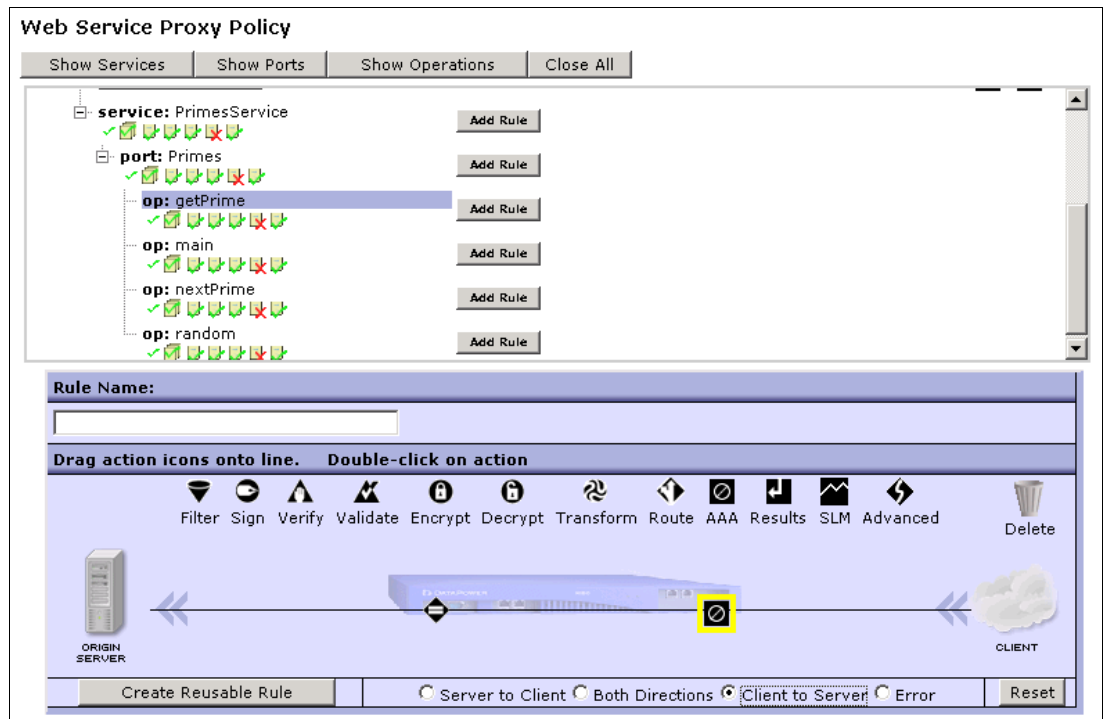 Web Service Proxy Policy
Show Services Show Ports Show Operations Close All
service: PrimesService Add Rule
port: Primes Add Rule
op: getPrime Add Rule
op: main Add Rule
op: nextPrime Add Rule
op: random Add Rule
Rule Name:
Drag action icons onto line. Double-click on action
Filter Sign Verify Validate Encrypt Decrypt Transform Route AAA Results SLM Advanced
Delete
ORIGIN
SERVER
CLIENT
Create Reusable Rule Server to Client Both Directions Client to Server Error Reset